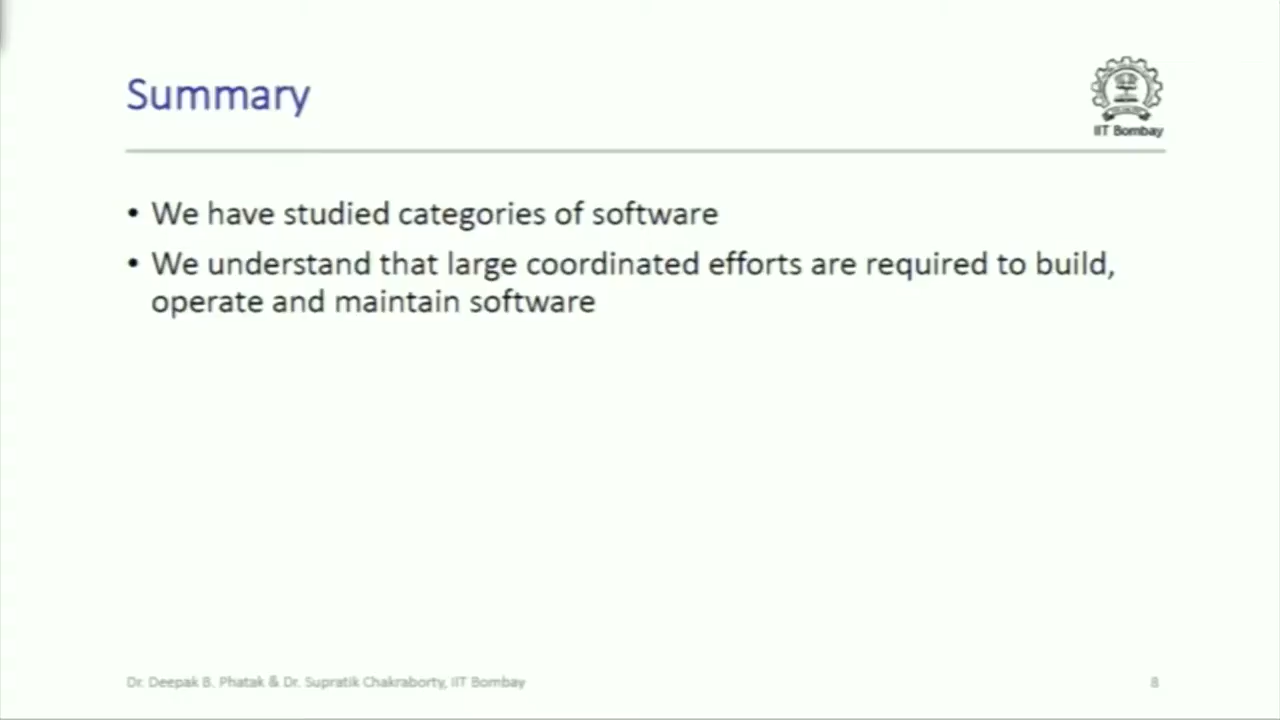 Summary
IIT Bombay
• We have studied categories of software
• We understand that large coordinated efforts are required to build,
operate and maintain software
Dr. Deepak B. Phatak & Dr. Supratik Chakraborty, IIT Bombay
8